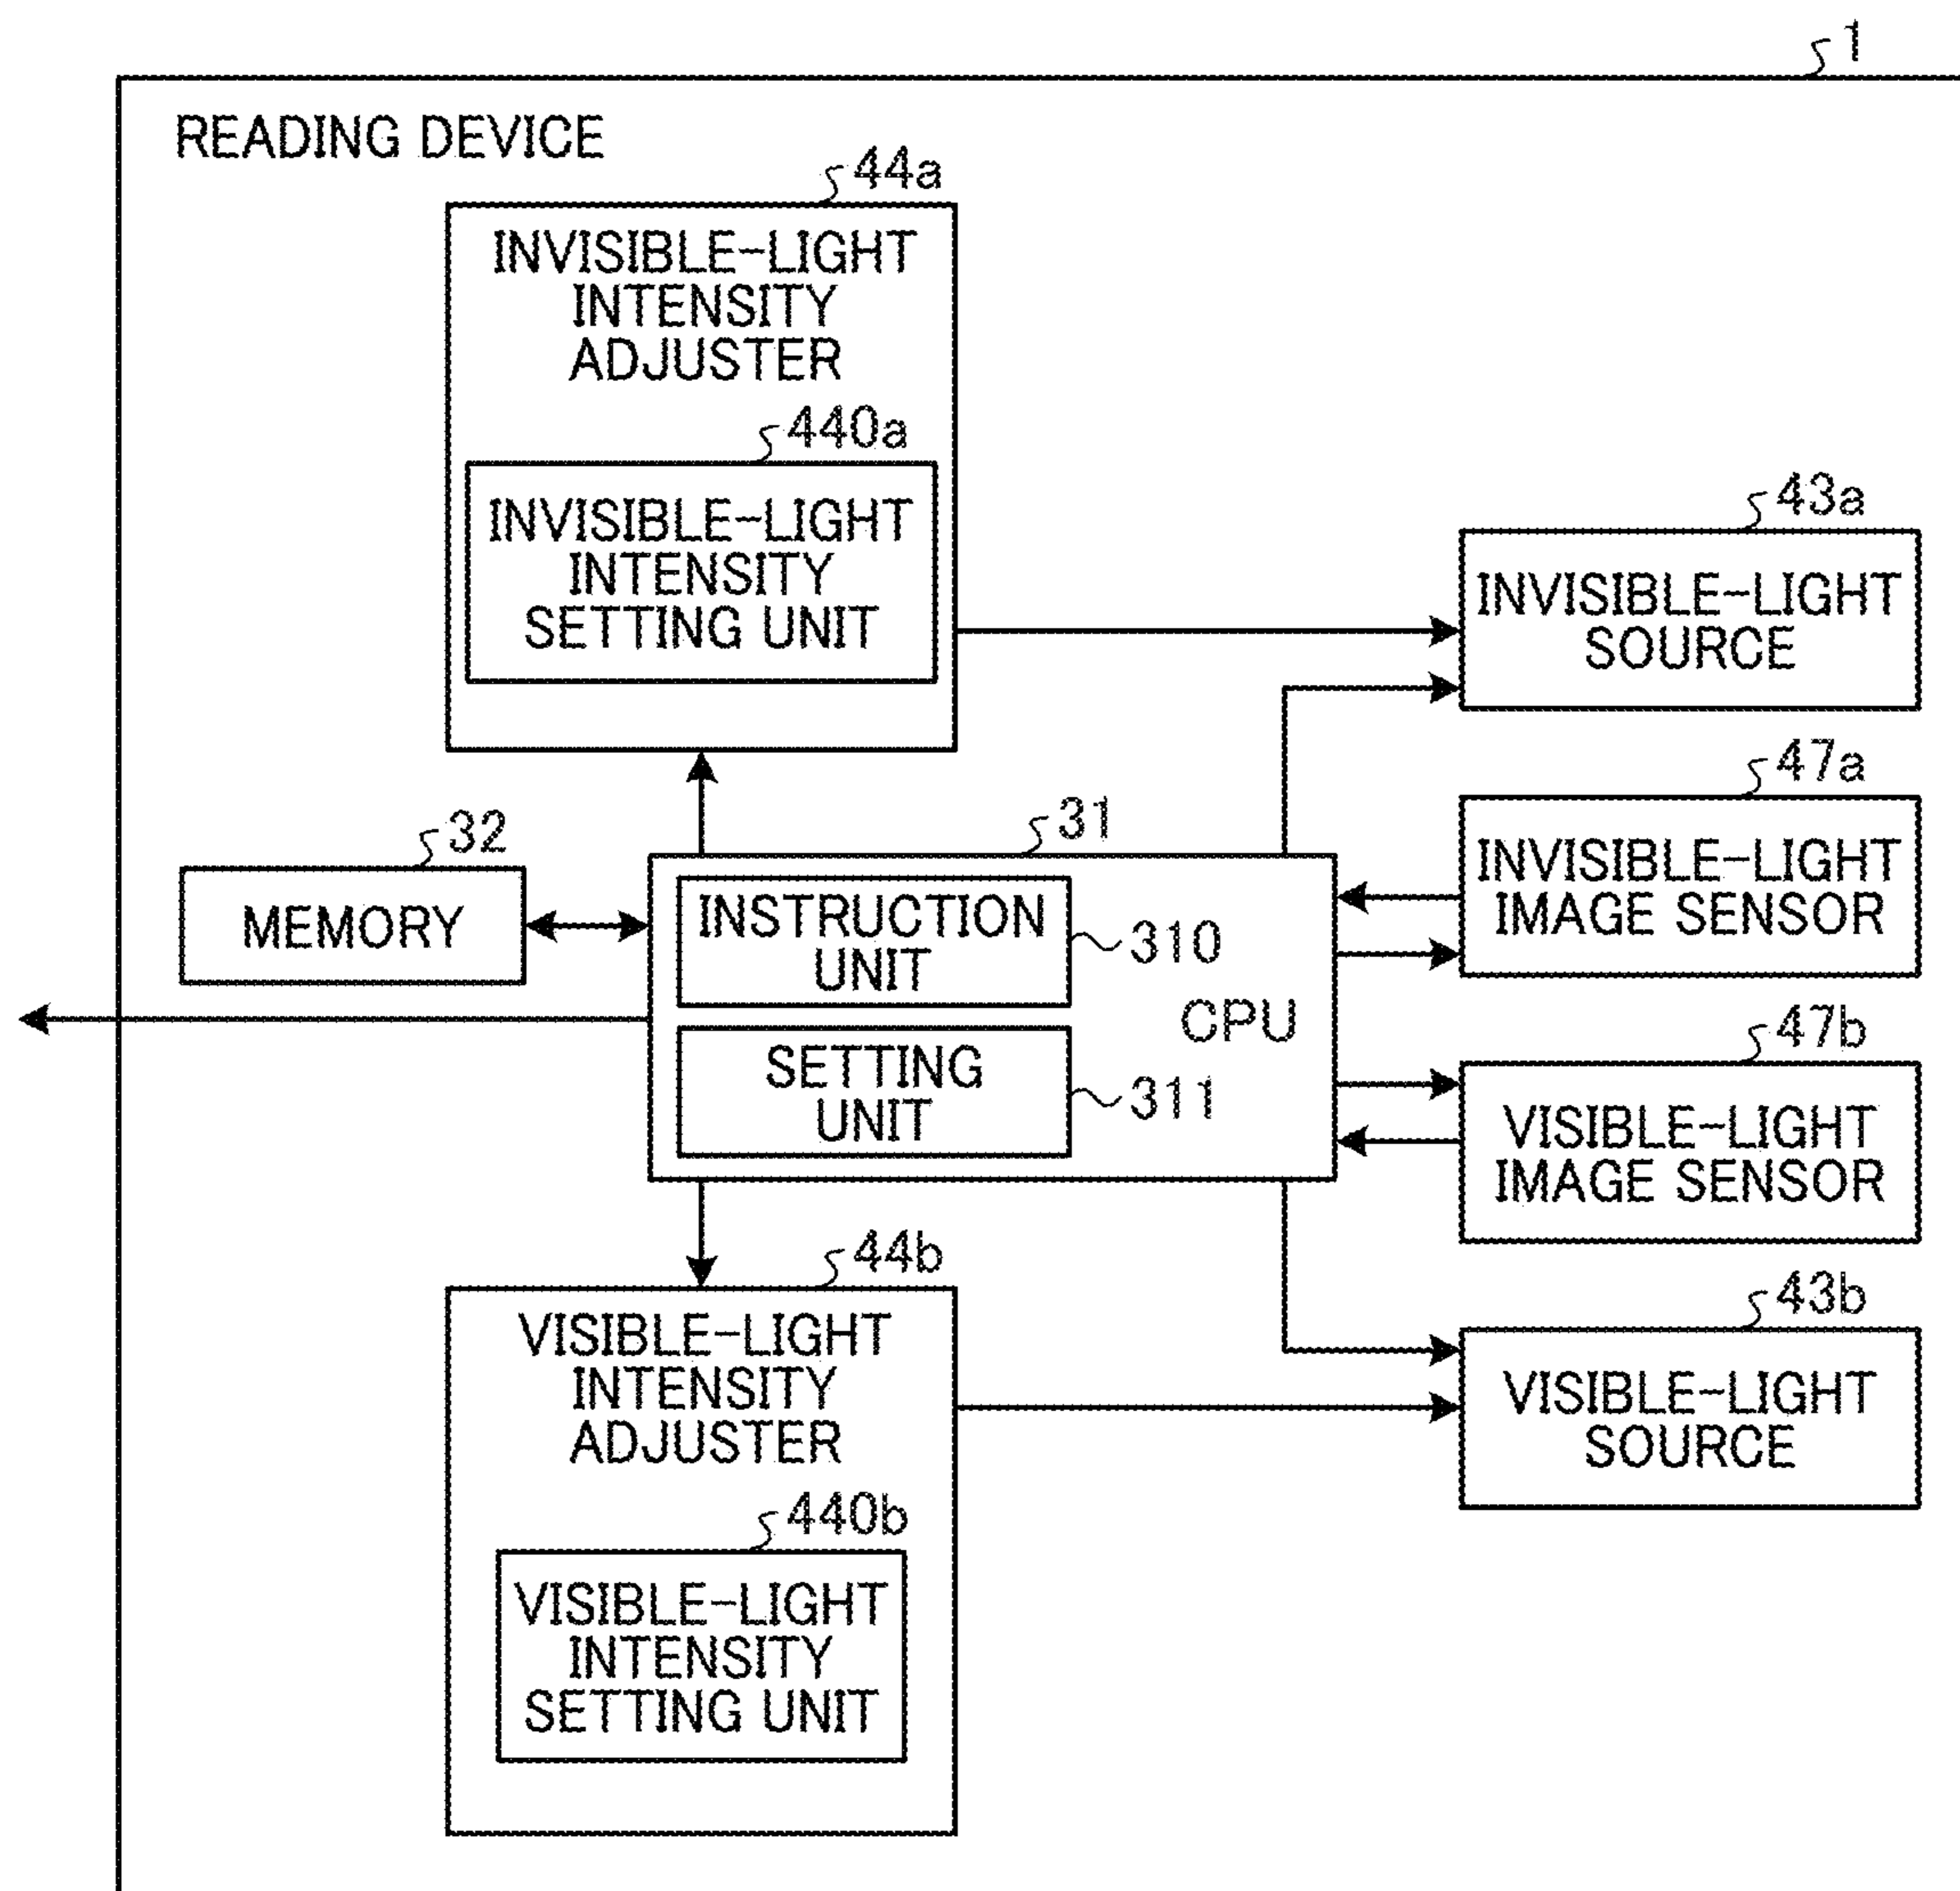 1
READING DEVICE
44a
INVISIBLE-LIGHT
INTENSITY
ADJUSTER
440a
INVISIBLE-LIGHT
INTENSITY
SETTING UNIT
43a
INVISIBLE-LIGHT
SOURCE
47a
INVISIBLE-LIGHT
IMAGE SENSOR
32
MEMORY
31
INSTRUCTION
UNIT
310
CPU
SETTING
UNIT
311
47b
VISIBLE-LIGHT
IMAGE SENSOR
44b
VISIBLE-LIGHT
INTENSITY
ADJUSTER
43b
VISIBLE-LIGHT
SOURCE
440b
VISIBLE-LIGHT
INTENSITY
SETTING UNIT